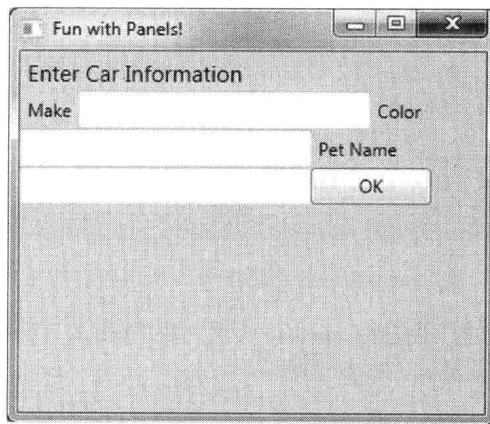 Fun with Panels!
Enter Car Information
Make Color
Pet Name
OK